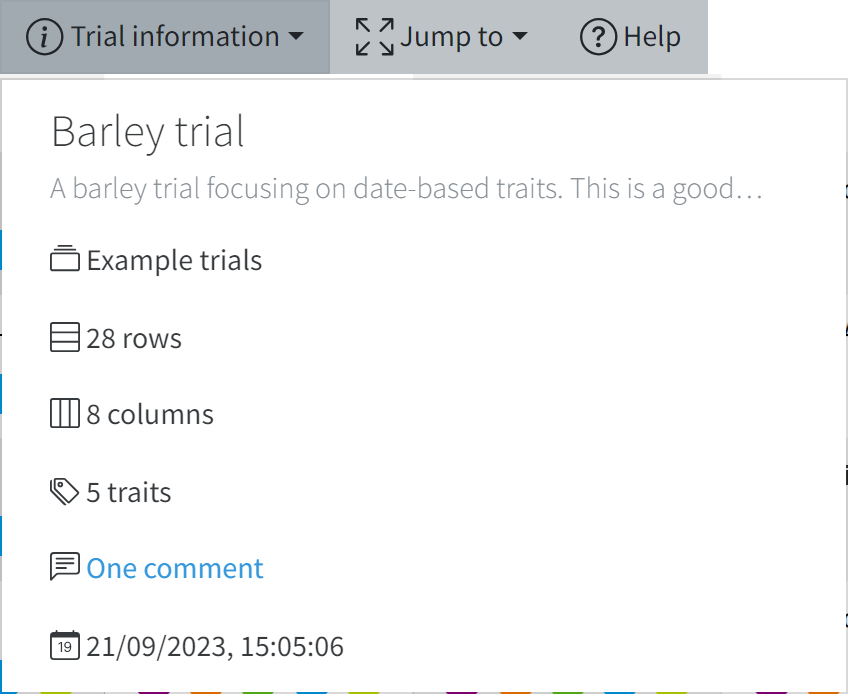 Trial information Jump to Help
Barley trial
A barley trial focusing on date-based traits. This is a good…
Example trials
28 rows
8 columns
5 traits
One comment
19 21/09/2023, 15:05:06